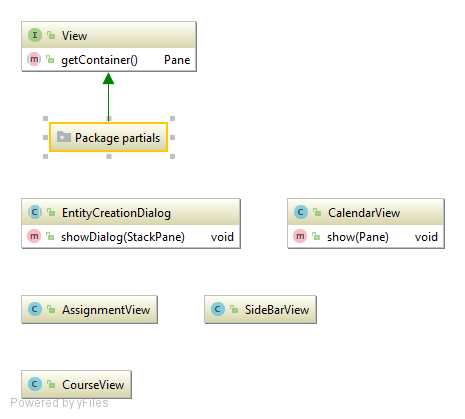 I View
m getContainer() Pane
Package partials
C EntityCreationDialog
m showDialog(StackPane) void
C CalendarView
m show(Pane) void
C AssignmentView
C SideBarView
C CourseView
Powered by yFiles